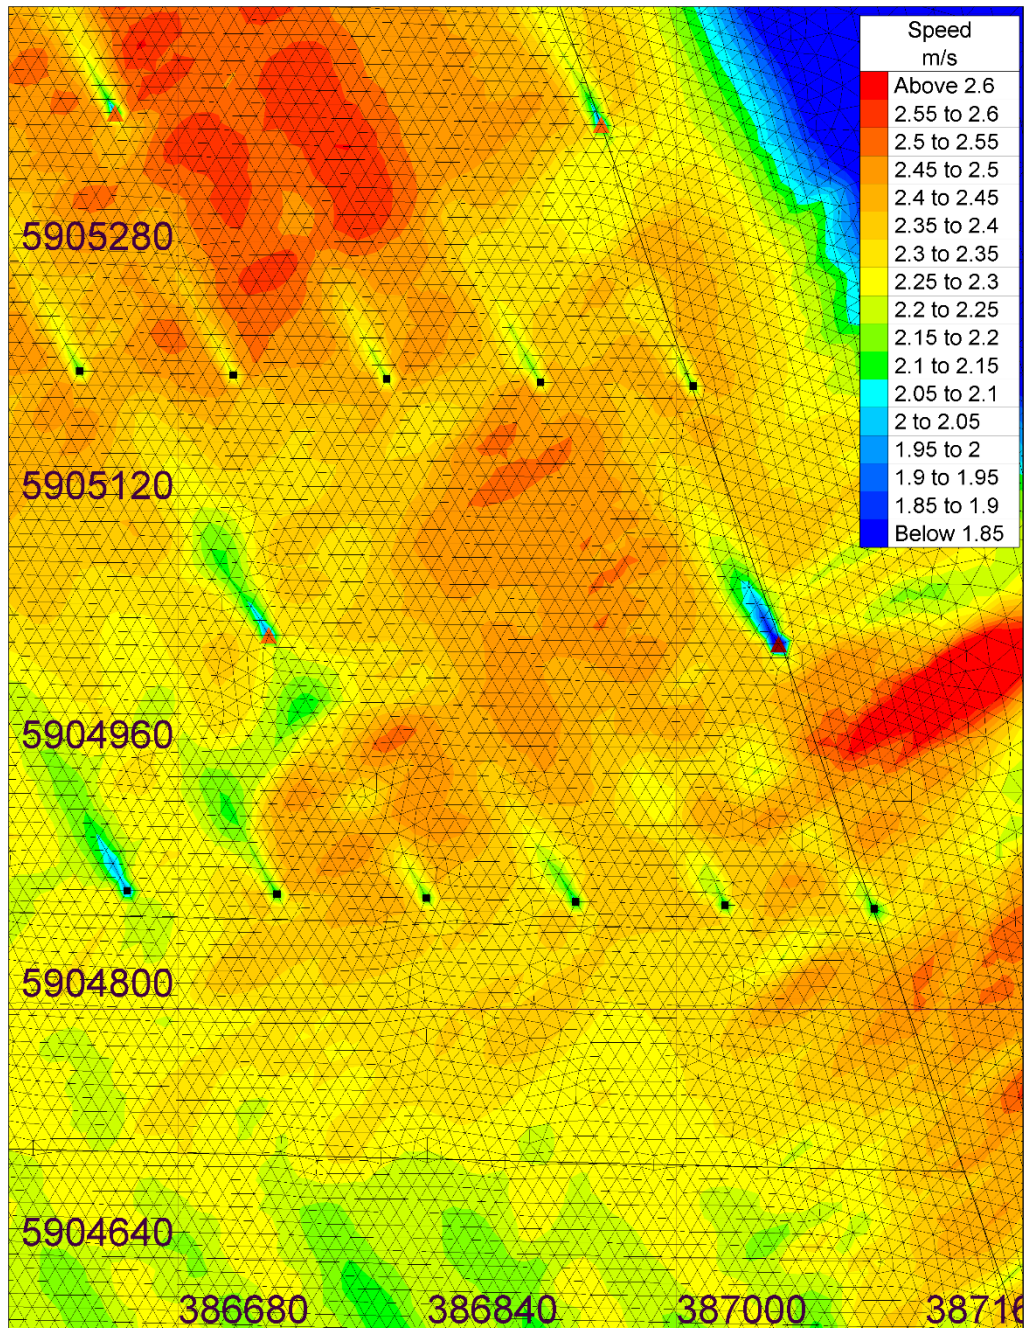 Speed
m/s
Above 2.6
2.55 to 2.6
2.5 to 2.55
2.45 to 2.5
2.4 to 2.45
2.35 to 2.4
2.3 to 2.35
2.25 to 2.3
2.2 to 2.25
2.15 to 2.2
2.1 to 2.15
2.05 to 2.1
2 to 2.05
1.95 to 2
1.9 to 1.95
1.85 to 1.9
Below 1.85
5905280
5905120
5904960
5904800
5904640
386680 386840 387000 38716